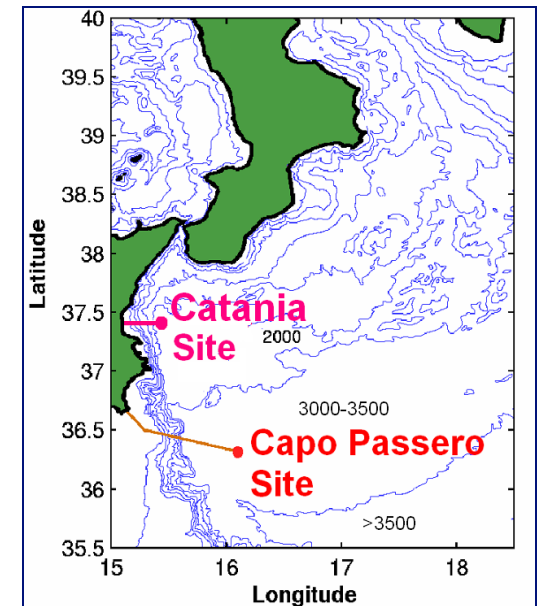 40
39.5
39
38.5
38
37.5
37
36.5
36
35.5
Latitude
Catania
Site
2000
3000-3500
Capo Passero
Site
>3500
15
16
17
18
Longitude